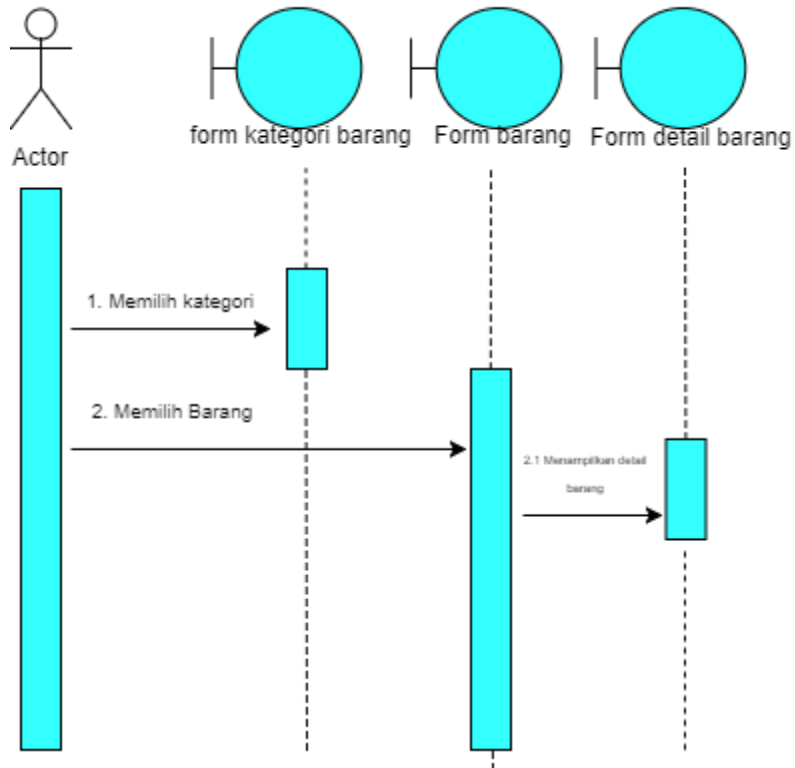 form kategori barang
Form barang
Form detail barang
Actor
1. Memilih kategori
2. Memilih Barang
2.1 Menampilkan detail
barang